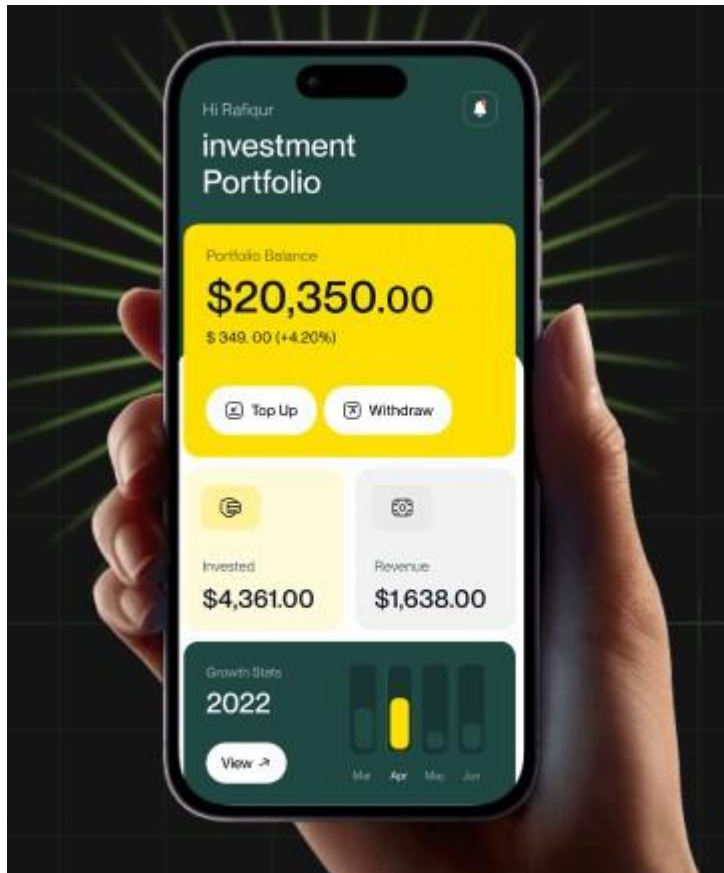 Hi Rafiqur
investment
Portfolio
Portfolio Balance
$20,350.00
$ 349. 00 (+4.20%)
Top Up
Withdraw
Invested
$4,361.00
Revenue
$1,638.00
Growth Stats
2022
View
Mar
Apr
May
Jun